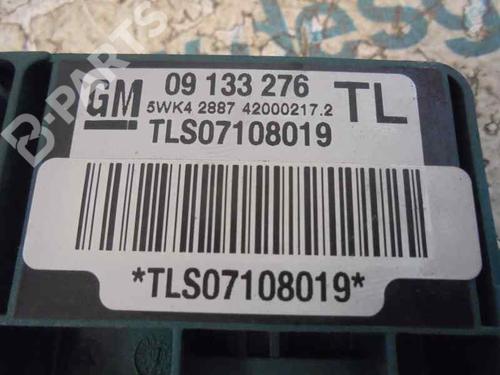 B-PARTS
GM 09 133 276 TL
5WK4 2887 42000217.2
TLS07108019
*TLS07108019*